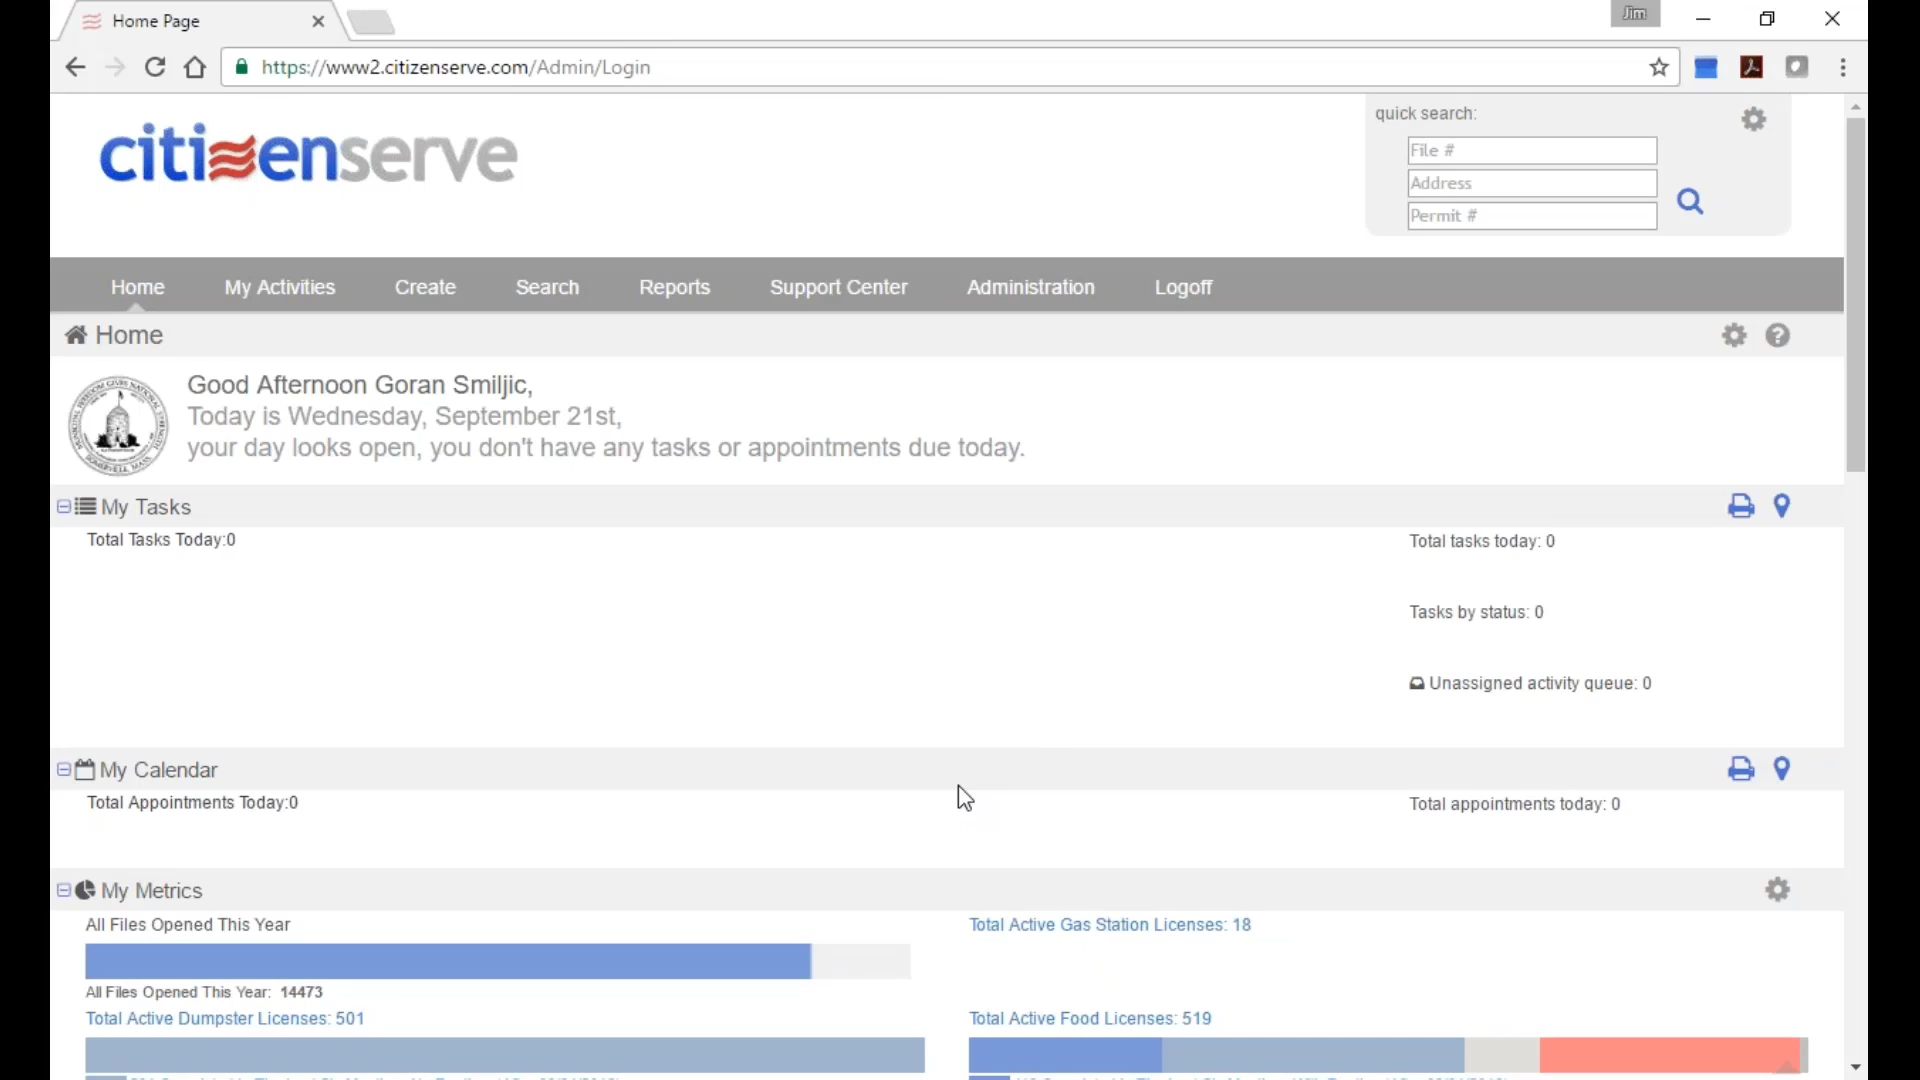 Home Page
Jim
https://www2.citizenserve.com/Admin/Login
citizenserve
quick search:
File #
Address
Permit #
Home
My Activities
Create
Search
Reports
Support Center
Administration
Logoff
Home
Good Afternoon Goran Smiljic,
Today is Wednesday, September 21st,
your day looks open, you don't have any tasks or appointments due today.
My Tasks
Total Tasks Today:0
Total tasks today: 0
Tasks by status: 0
Unassigned activity queue: 0
My Calendar
Total Appointments Today:0
Total appointments today: 0
My Metrics
All Files Opened This Year
Total Active Gas Station Licenses: 18
All Files Opened This Year: 14473
Total Active Dumpster Licenses: 501
Total Active Food Licenses: 519